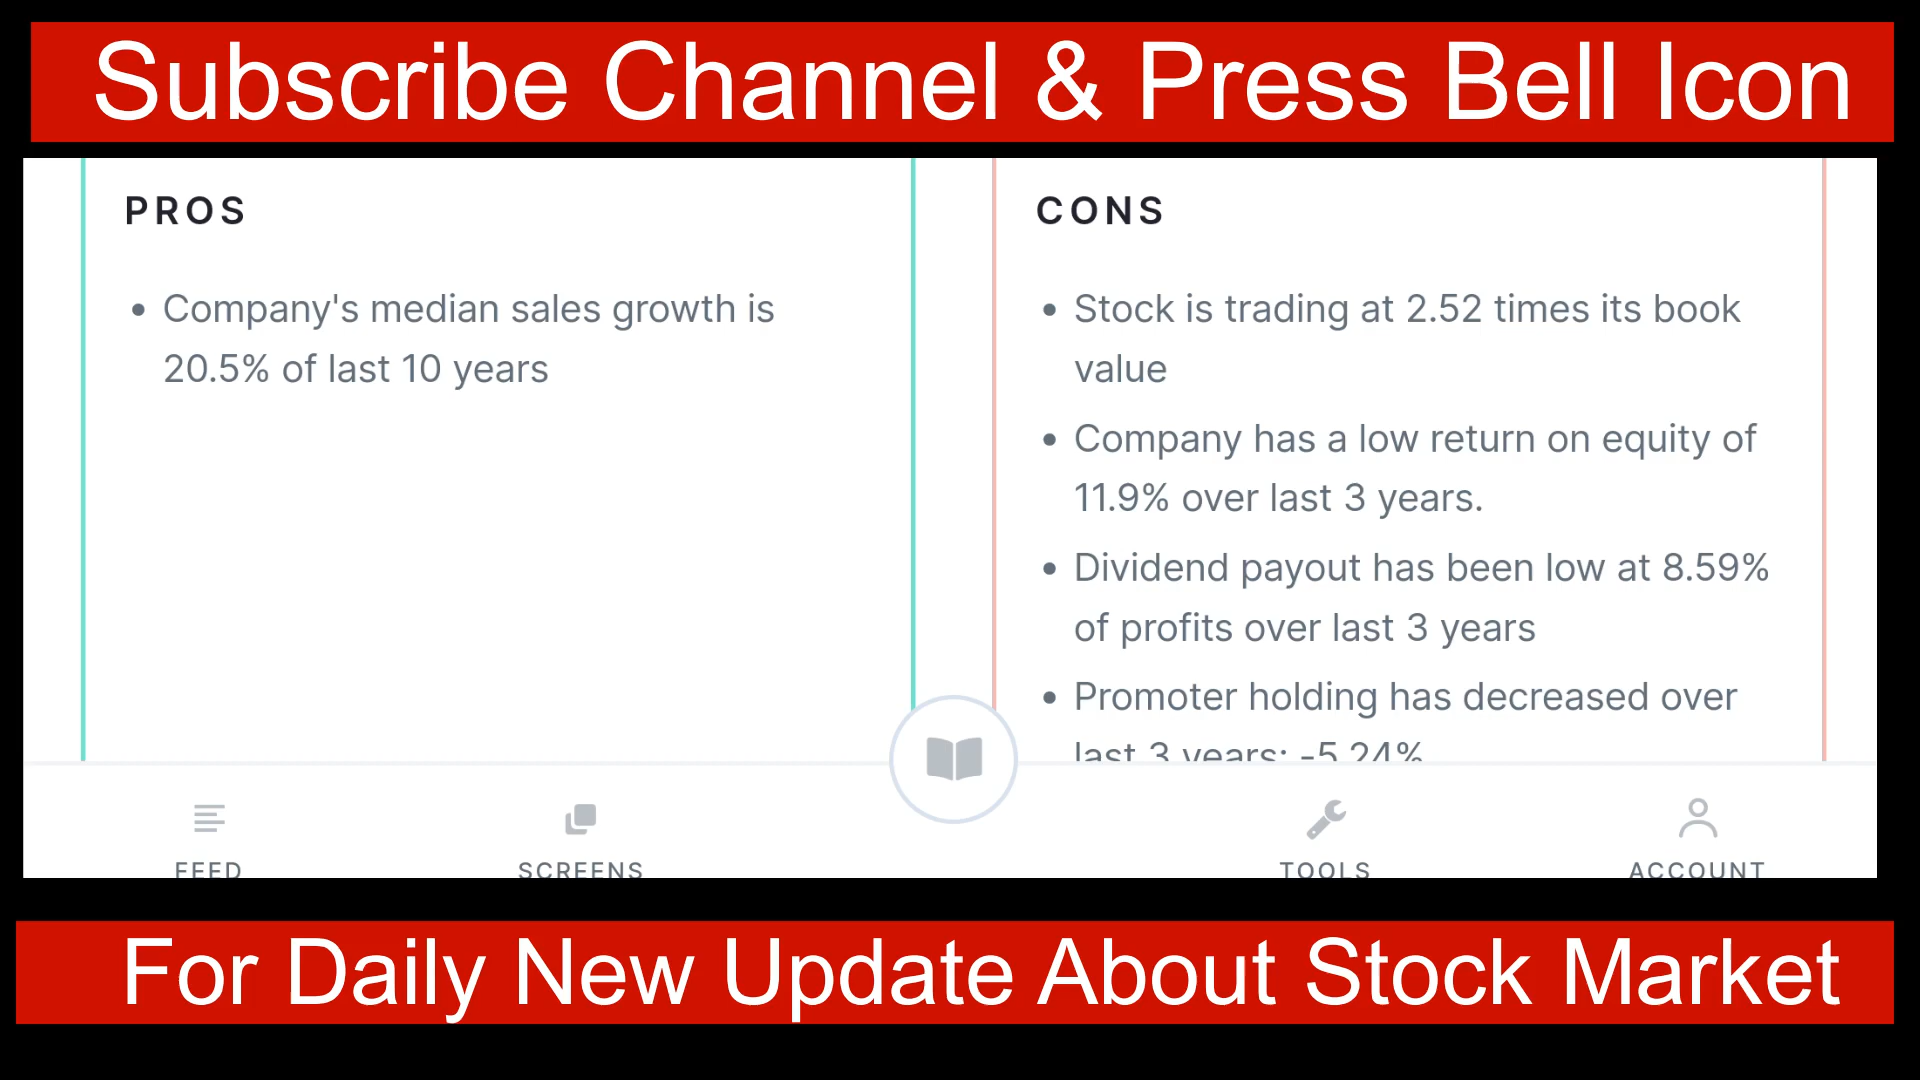 Subscribe Channel & Press Bell Icon
PROS
• Company's median sales growth is
20.5% of last 10 years
CONS
• Stock is trading at 2.52 times its book
value
• Company has a low return on equity of
11.9% over last 3 years.
• Dividend payout has been low at 8.59%
of profits over last 3 years
• Promoter holding has decreased over
last 3 years: -5.24%
FEED
SCREENS
TOOLS
ACCOUNT
For Daily New Update About Stock Market